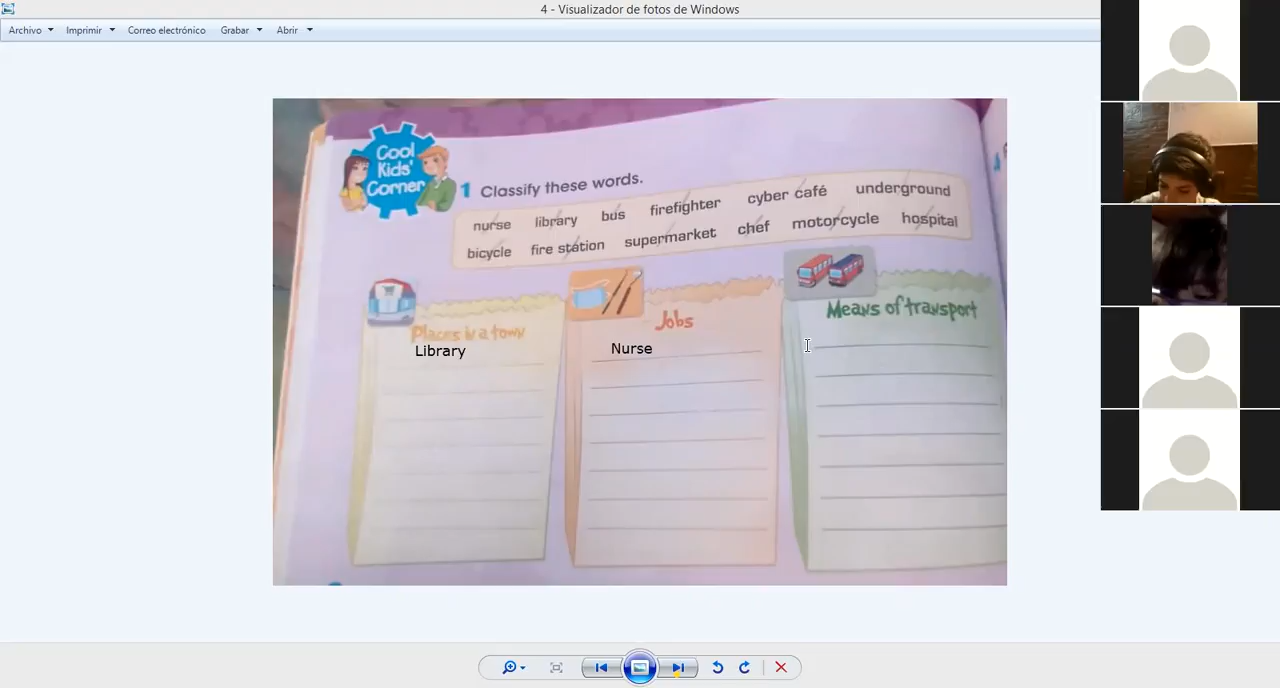 4 - Visualizador de fotos de Windows
Archivo Imprimir Correo electrónico Grabar Abrir
Cool
Kids'
Corner
1 Classify these words.
nurse library bus firefighter cyber café underground
bicycle fire station supermarket chef motorcycle hospital
Places in a town
Jobs
Means of transport
Library
Nurse